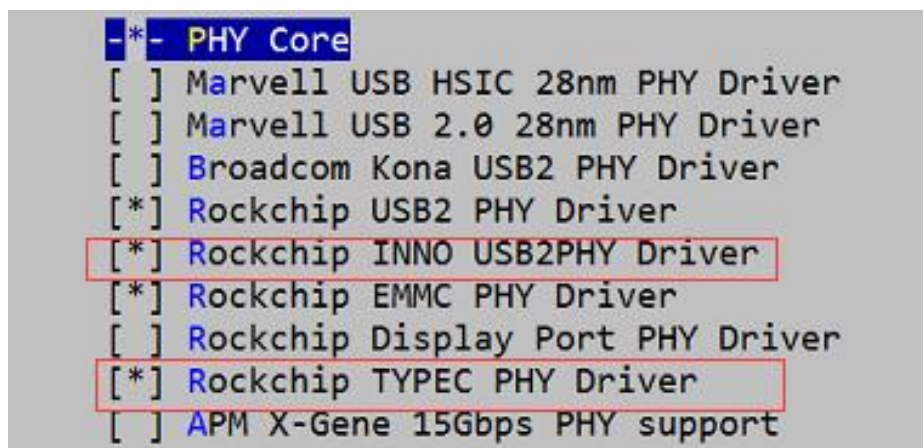 -*- PHY Core
[ ] Marvell USB HSIC 28nm PHY Driver
[ ] Marvell USB 2.0 28nm PHY Driver
[ ] Broadcom Kona USB2 PHY Driver
[*] Rockchip USB2 PHY Driver
[*] Rockchip INNO USB2PHY Driver
[*] Rockchip EMMC PHY Driver
[ ] Rockchip Display Port PHY Driver
[*] Rockchip TYPEC PHY Driver
[ ] APM X-Gene 15Gbps PHY support